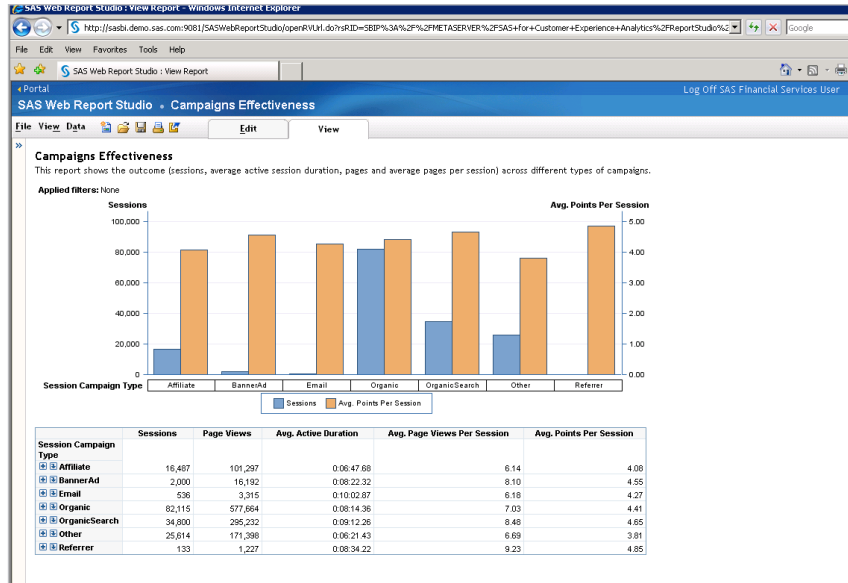 SAS Web Report Studio : View Report - Windows Internet Explorer
http://sasbi.demo.sas.com:9081/SASWebReportStudio/openRVUrl.do?rsRID=SBIP%3A%2F%2FMETASERVER%2FSAS+for+Customer+Experience+Analytics%2FReportStudio%2 Google
File Edit View Favorites Tools Help
SAS Web Report Studio : View Report
Portal Log Off SAS Financial Services User
SAS Web Report Studio • Campaigns Effectiveness
File View Data Edit View
Campaigns Effectiveness
This report shows the outcome (sessions, average active session duration, pages and average pages per session) across different types of campaigns.
Applied filters: None
Sessions Avg. Points Per Session
100,000 5.00
80,000 4.00
60,000 3.00
40,000 2.00
20,000 1.00
0 0.00
Session Campaign Type Affiliate BannerAd Email Organic OrganicSearch Other Referrer
Sessions Avg. Points Per Session
Sessions Page Views Avg. Active Duration Avg. Page Views Per Session Avg. Points Per Session
Session Campaign
Type
Affiliate 16,487 101,297 0:06:47.68 6.14 4.08
BannerAd 2,000 16,192 0:08:22.32 8.10 4.55
Email 536 3,315 0:10:02.87 6.18 4.27
Organic 82,115 577,664 0:08:14.36 7.03 4.41
OrganicSearch 34,800 295,232 0:09:12.26 8.48 4.65
Other 25,614 171,398 0:06:21.43 6.69 3.81
Referrer 133 1,227 0:08:34.22 9.23 4.85